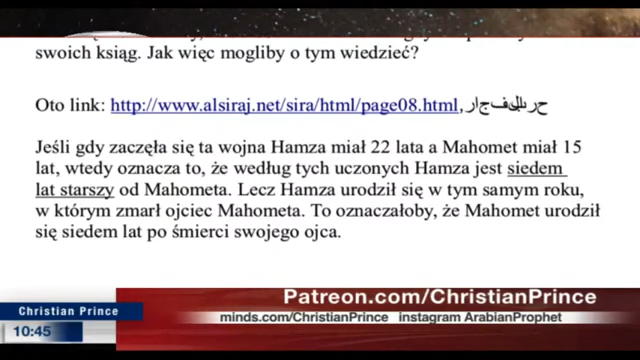 swoich ksiąg. Jak więc mogliby o tym wiedzieć?
Oto link: http://www.alsiraj.net/sira/html/page08.html,
Jeśli gdy zaczęła się ta wojna Hamza miał 22 lata a Mahomet miał 15
lat, wtedy oznacza to, że według tych uczonych Hamza jest siedem
lat starszy od Mahometa. Lecz Hamza urodził się w tym samym roku,
w którym zmarł ojciec Mahometa. To oznaczałoby, że Mahomet urodził
się siedem lat po śmierci swojego ojca.
Patreon.com/ChristianPrince
Christian Prince
minds.com/ChristianPrince instagram ArabianProphet
10:45